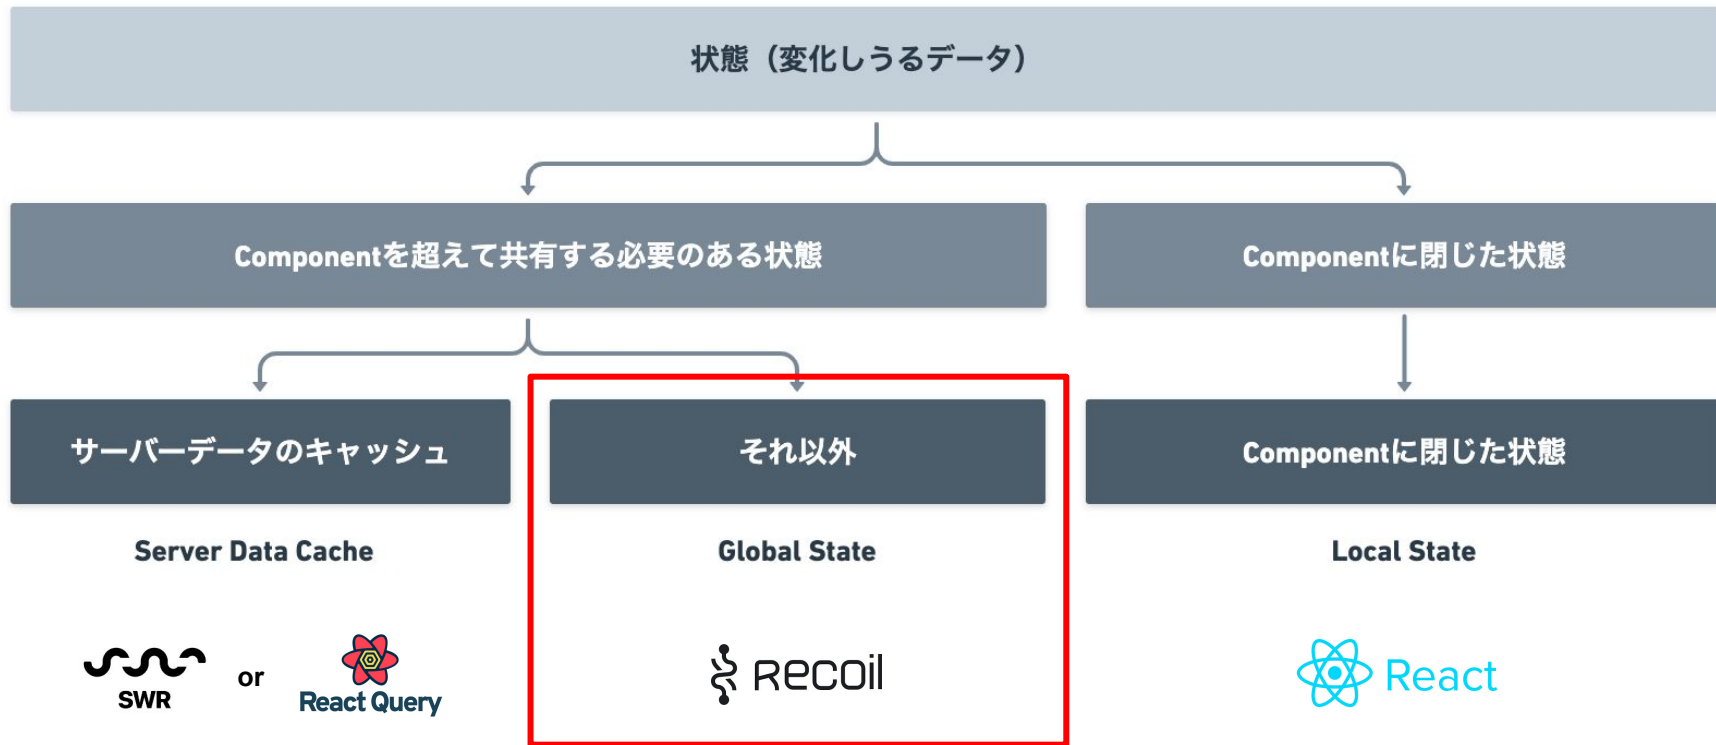 状態（変化しうるデータ）
Componentを超えて共有する必要のある状態
Componentに閉じた状態
サーバーデータのキャッシュ
それ以外
Componentに閉じた状態
Server Data Cache
Global State
Local State
SWR
or
React Query
Recoil
React